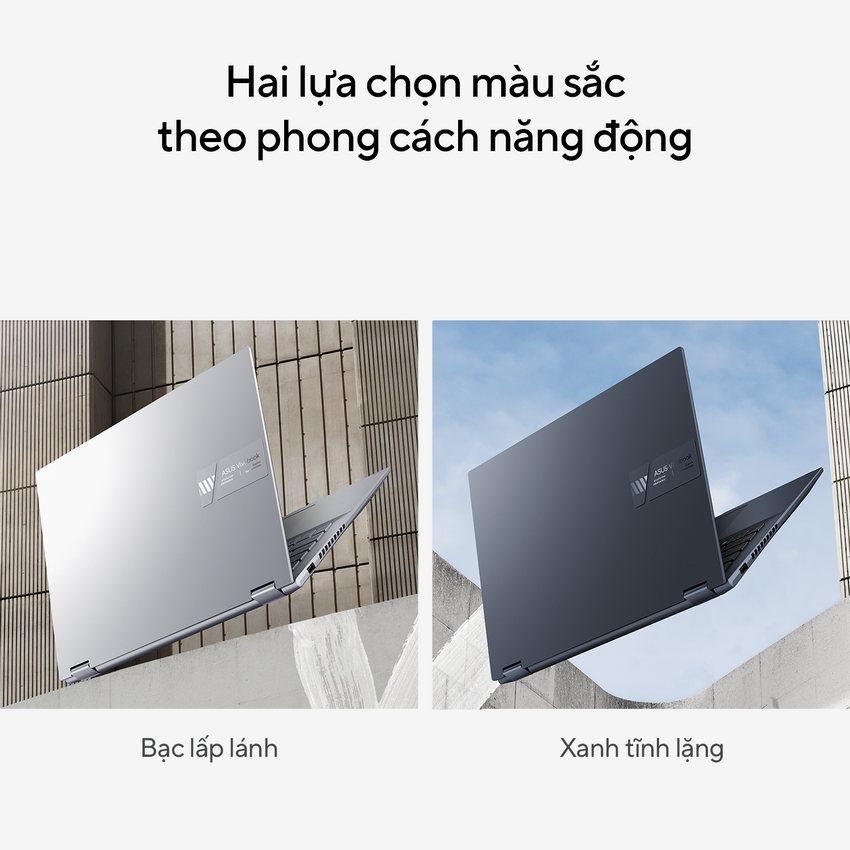 Hai lựa chọn màu sắc
theo phong cách năng động
ASUS Vivobook
ASUS Vivobook
Bạc lấp lánh
Xanh tĩnh lặng